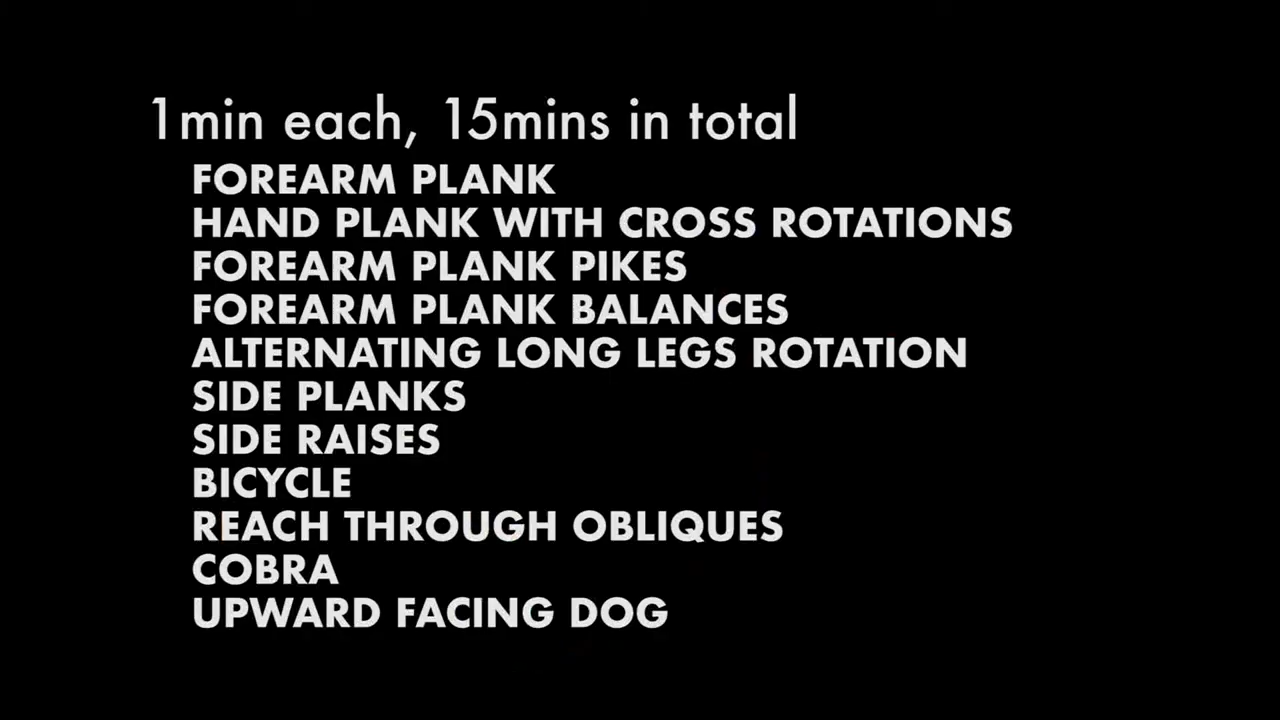 1min each, 15mins in total
FOREARM PLANK
HAND PLANK WITH CROSS ROTATIONS
FOREARM PLANK PIKES
FOREARM PLANK BALANCES
ALTERNATING LONG LEGS ROTATION
SIDE PLANKS
SIDE RAISES
BICYCLE
REACH THROUGH OBLIQUES
COBRA
UPWARD FACING DOG